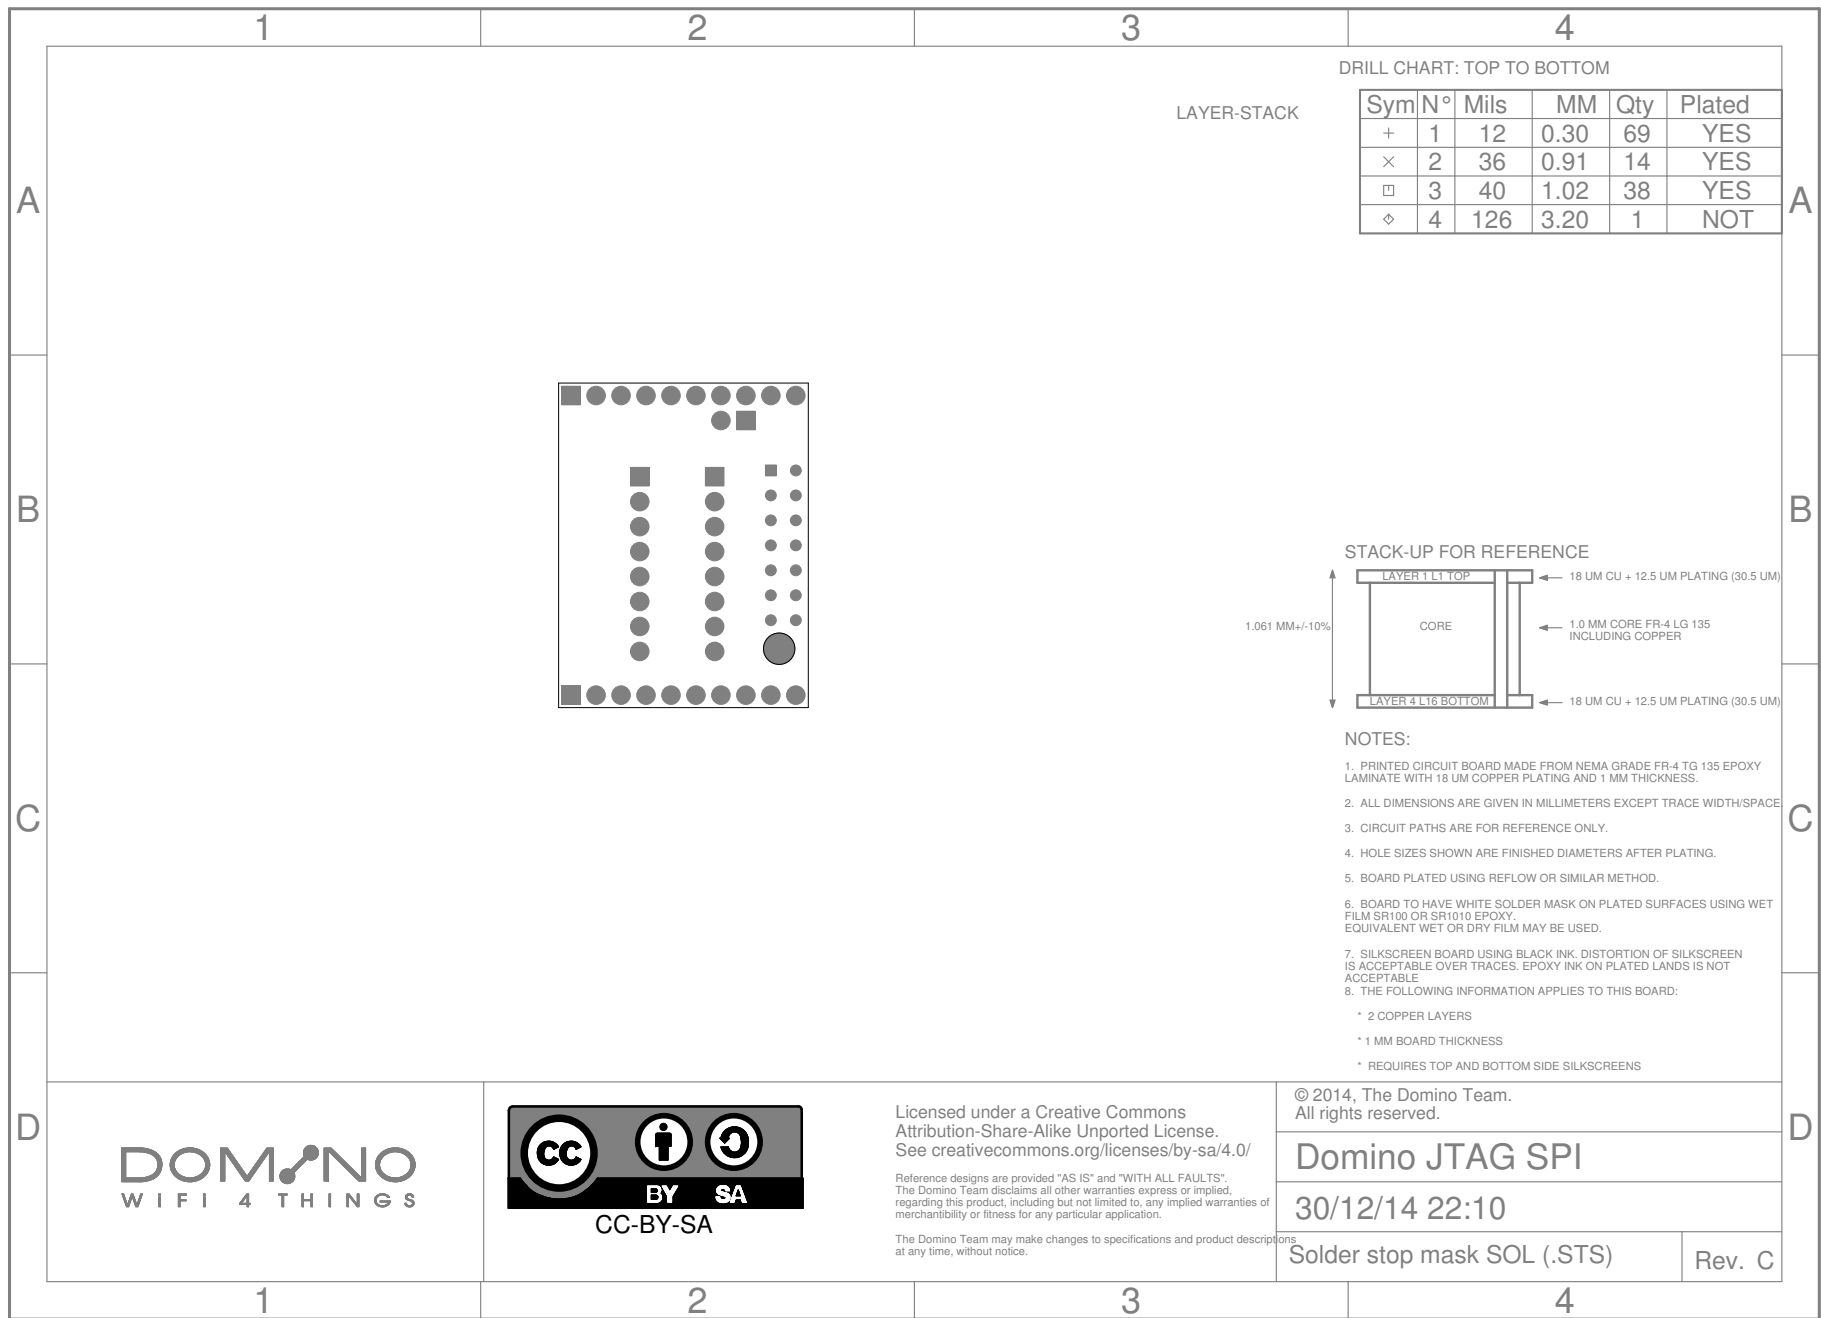 1 2 3 4
DRILL CHART: TOP TO BOTTOM
LAYER-STACK
Sym N° Mils MM Qty Plated
+ 1 12 0.30 69 YES
× 2 36 0.91 14 YES
3 40 1.02 38 YES
4 126 3.20 1 NOT
A A
B B
STACK-UP FOR REFERENCE
LAYER 1 L1 TOP
18 UM CU + 12.5 UM PLATING (30.5 UM)
1.061 MM+/-10%
CORE
1.0 MM CORE FR-4 LG 135
INCLUDING COPPER
LAYER 4 L16 BOTTOM
18 UM CU + 12.5 UM PLATING (30.5 UM)
NOTES:
1. PRINTED CIRCUIT BOARD MADE FROM NEMA GRADE FR-4 TG 135 EPOXY
LAMINATE WITH 18 UM COPPER PLATING AND 1 MM THICKNESS.
2. ALL DIMENSIONS ARE GIVEN IN MILLIMETERS EXCEPT TRACE WIDTH/SPACE
C C
3. CIRCUIT PATHS ARE FOR REFERENCE ONLY.
4. HOLE SIZES SHOWN ARE FINISHED DIAMETERS AFTER PLATING.
5. BOARD PLATED USING REFLOW OR SIMILAR METHOD.
6. BOARD TO HAVE WHITE SOLDER MASK ON PLATED SURFACES USING WET
FILM SR100 OR SR1010 EPOXY.
EQUIVALENT WET OR DRY FILM MAY BE USED.
7. SILKSCREEN BOARD USING BLACK INK. DISTORTION OF SILKSCREEN
IS ACCEPTABLE OVER TRACES. EPOXY INK ON PLATED LANDS IS NOT
ACCEPTABLE
8. THE FOLLOWING INFORMATION APPLIES TO THIS BOARD:
* 2 COPPER LAYERS
* 1 MM BOARD THICKNESS
* REQUIRES TOP AND BOTTOM SIDE SILKSCREENS
D D
DOMINO
WIFI 4 THINGS
cc
BY SA
CC-BY-SA
Licensed under a Creative Commons
Attribution-Share-Alike Unported License.
See creativecommons.org/licenses/by-sa/4.0/
Reference designs are provided "AS IS" and "WITH ALL FAULTS".
The Domino Team disclaims all other warranties express or implied,
regarding this product, including but not limited to, any implied warranties of
merchantibility or fitness for any particular application.
The Domino Team may make changes to specifications and product descriptions
at any time, without notice.
© 2014, The Domino Team.
All rights reserved.
Domino JTAG SPI
30/12/14 22:10
Solder stop mask SOL (.STS)
Rev. C
1 2 3 4